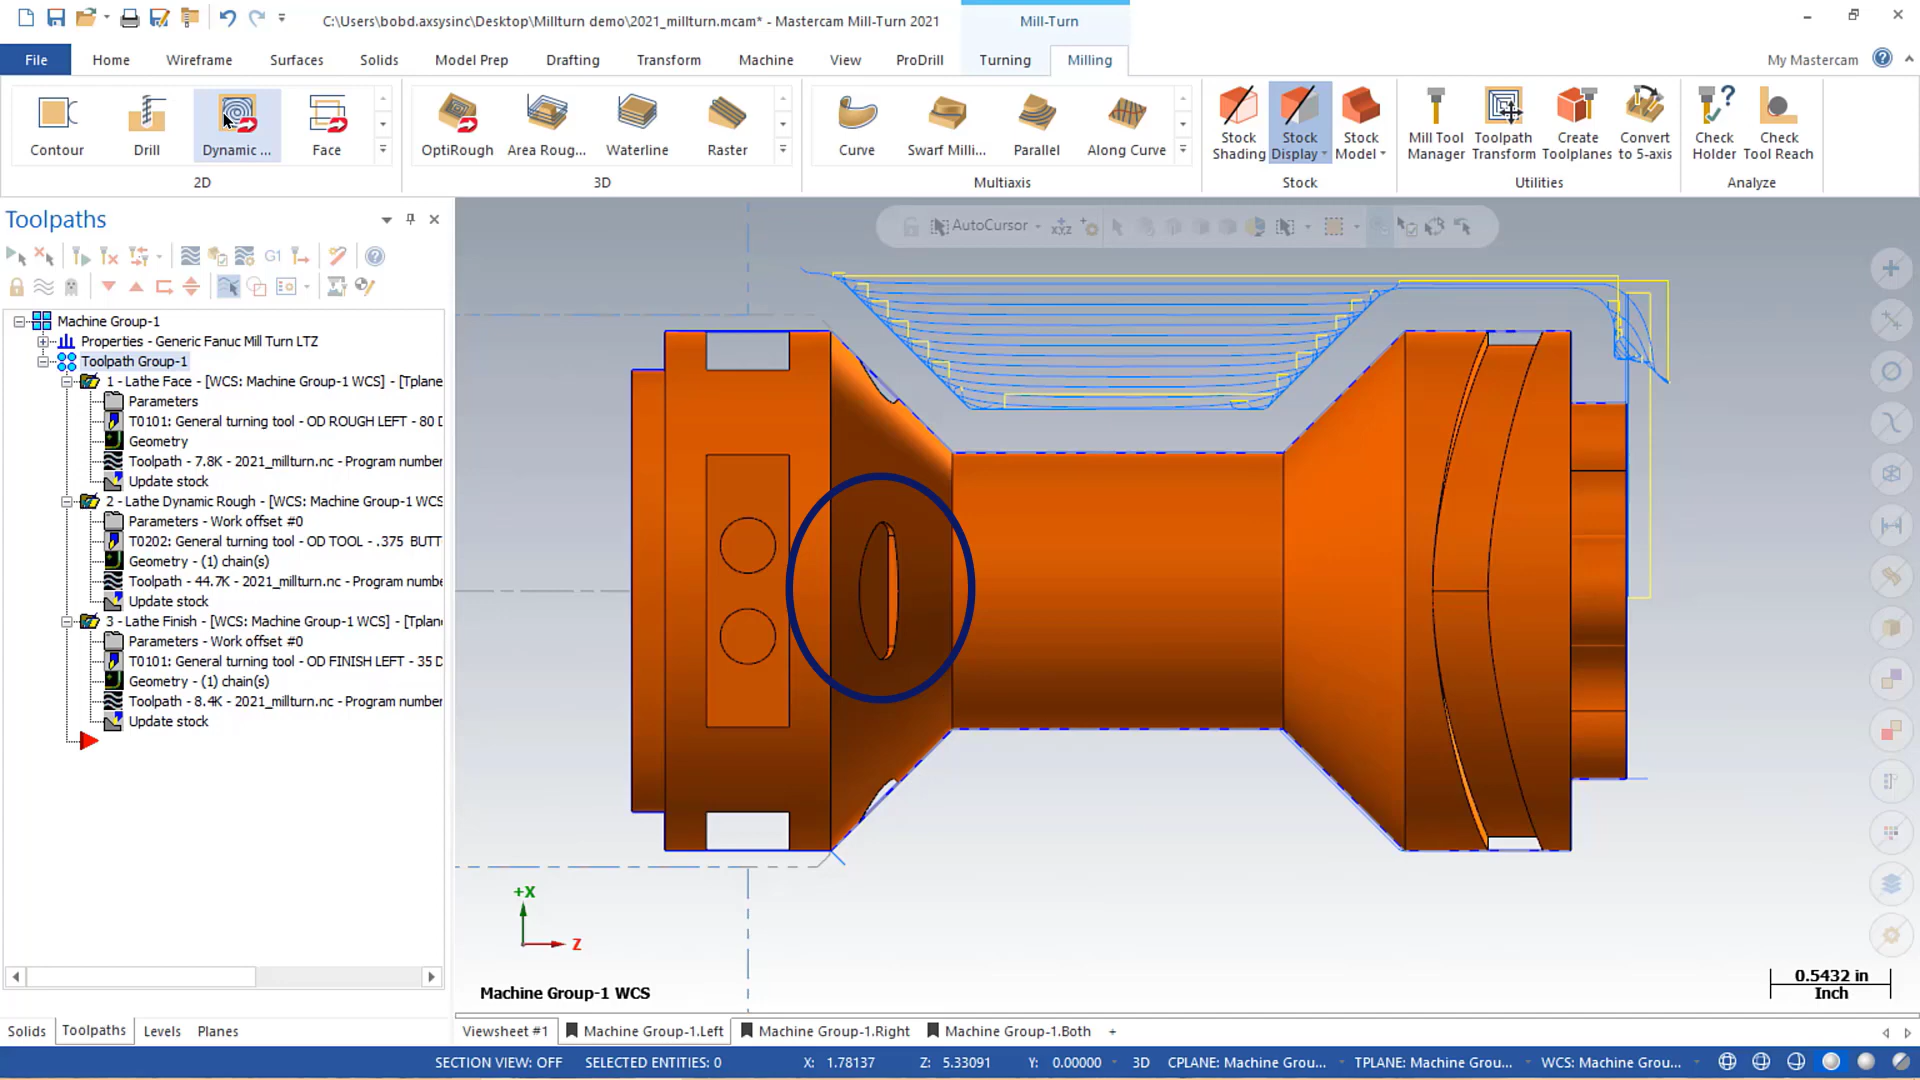 C:\Users\bobd.axsysinc\Desktop\Millturn demo\2021_millturn.mcam* - Mastercam Mill-Turn 2021
Mill-Turn
File
Home
Wireframe
Surfaces
Solids
Model Prep
Drafting
Transform
Machine
View
ProDrill
Turning
Milling
My Mastercam
Contour
Drill
Dynamic ...
Face
OptiRough
Area Roug...
Waterline
Raster
Curve
Swarf Milli...
Parallel
Along Curve
Stock
Shading
Stock
Display
Stock
Model
Mill Tool
Manager
Toolpath
Transform
Create
Toolplanes
Convert
to 5-axis
Check
Holder
Check
Tool Reach
2D
3D
Multiaxis
Stock
Utilities
Analyze
Toolpaths
G1
AutoCursor
XYZ
Machine Group-1
Properties - Generic Fanuc Mill Turn LTZ
Toolpath Group-1
1 - Lathe Face - [WCS: Machine Group-1 WCS] - [Tplane
Parameters
T0101: General turning tool - OD ROUGH LEFT - 80 D
Geometry
Toolpath - 7.8K - 2021_millturn.nc - Program number
Update stock
2 - Lathe Dynamic Rough - [WCS: Machine Group-1 WCS
Parameters - Work offset #0
T0202: General turning tool - OD TOOL - .375 BUTT
Geometry - (1) chain(s)
Toolpath - 44.7K - 2021_millturn.nc - Program numbe
Update stock
3 - Lathe Finish - [WCS: Machine Group-1 WCS] - [Tplane
Parameters - Work offset #0
T0101: General turning tool - OD FINISH LEFT - 35 D
Geometry - (1) chain(s)
Toolpath - 8.4K - 2021_millturn.nc - Program number
Update stock
+X
Z
Machine Group-1 WCS
0.5432 in
Inch
Solids
Toolpaths
Levels
Planes
Viewsheet #1
Machine Group-1.Left
Machine Group-1.Right
Machine Group-1.Both
+
SECTION VIEW: OFF
SELECTED ENTITIES: 0
X: 1.78137
Z: 5.33091
Y: 0.00000
3D
CPLANE: Machine Grou...
TPLANE: Machine Grou...
WCS: Machine Grou...